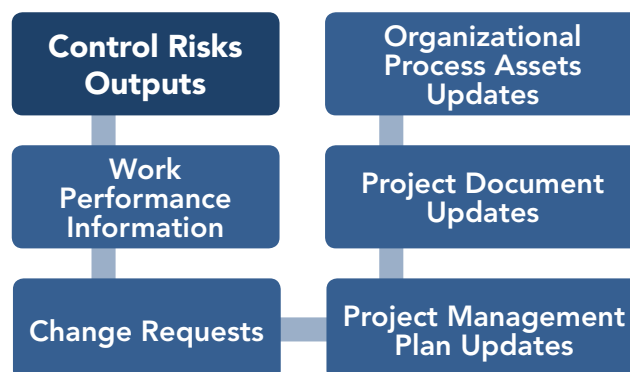 Control Risks
Outputs
Work
Performance
Information
Change Requests
Project Management
Plan Updates
Project Document
Updates
Organizational
Process Assets
Updates